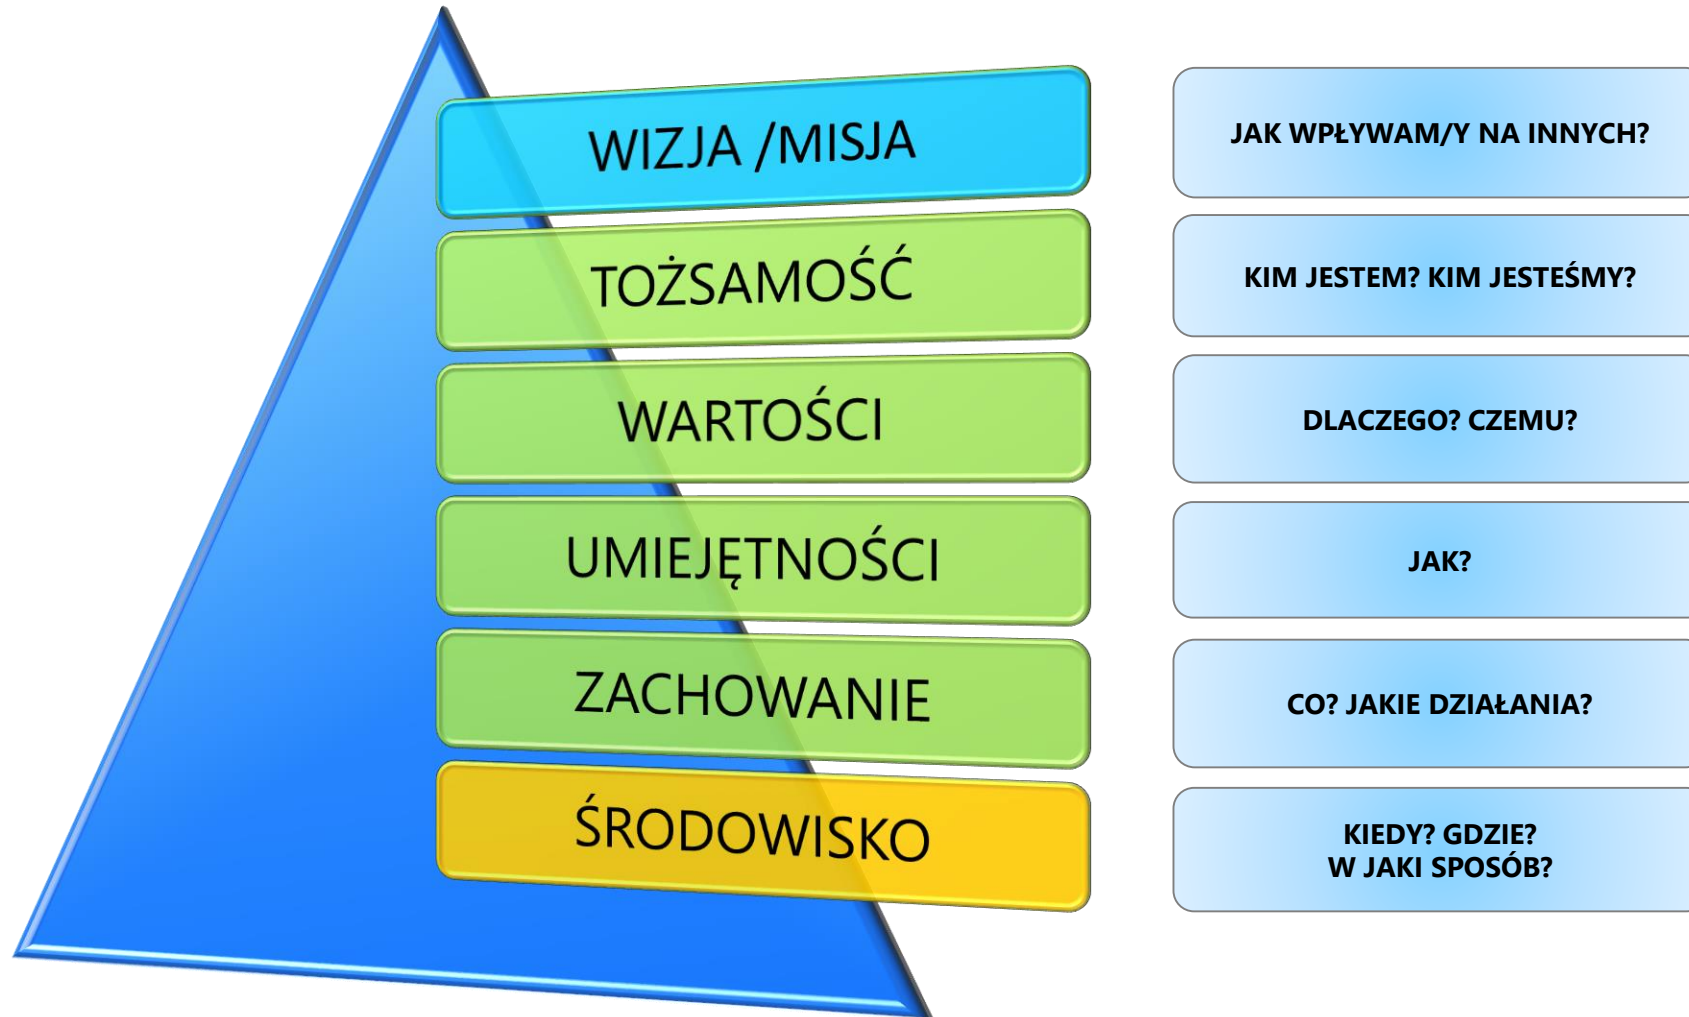 WIZJA /MISJA
JAK WPŁYWAM/Y NA INNYCH?
TOŻSAMOŚĆ
KIM JESTEM? KIM JESTEŚMY?
WARTOŚCI
DLACZEGO? CZEMU?
UMIEJĘTNOŚCI
JAK?
ZACHOWANIE
CO? JAKIE DZIAŁANIA?
ŚRODOWISKO
KIEDY? GDZIE?
W JAKI SPOSÓB?